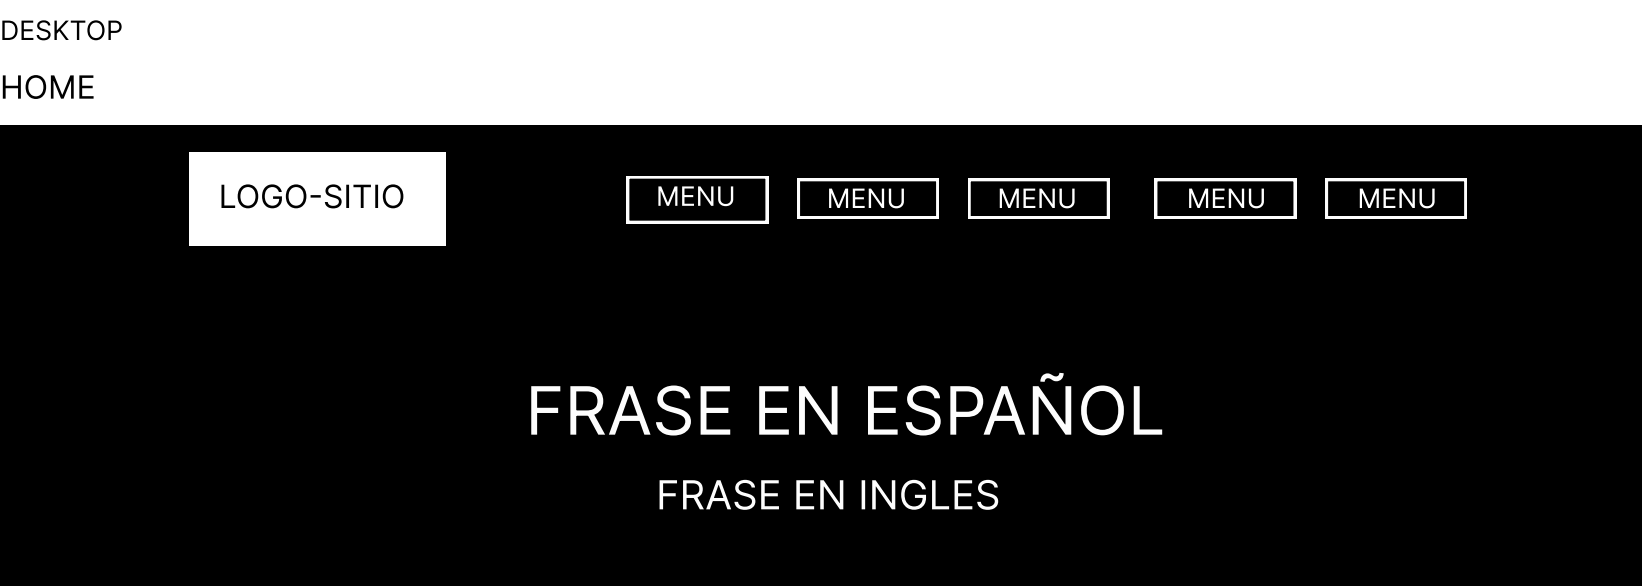 DESKTOP
HOME
LOGO-SITIO
MENU MENU MENU MENU MENU
FRASE EN ESPAÑOL
FRASE EN INGLES